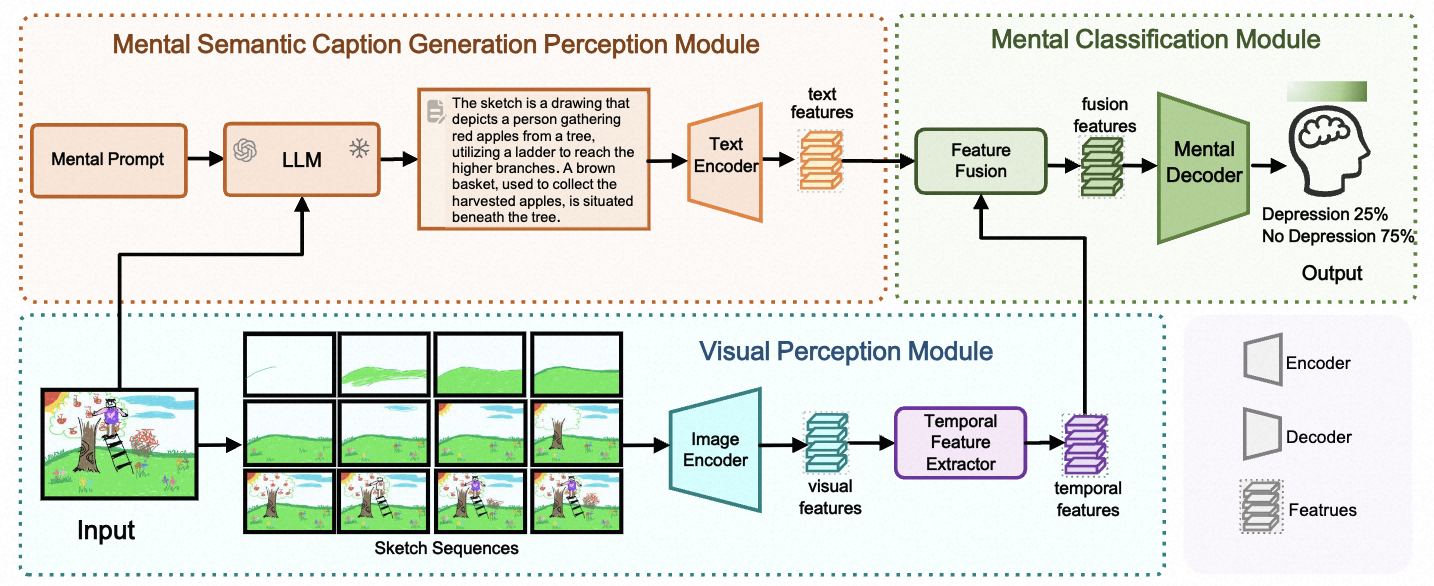 Mental Semantic Caption Generation Perception Module
Mental Prompt
LLM
The sketch is a drawing that
depicts a person gathering
red apples from a tree,
utilizing a ladder to reach the
higher branches. A brown
basket, used to collect the
harvested apples, is situated
beneath the tree.
Text
Encoder
text
features
Mental Classification Module
Feature
Fusion
fusion
features
Mental
Decoder
Depression 25%
No Depression 75%
Output
Visual Perception Module
Input
Sketch Sequences
Image
Encoder
visual
features
Temporal
Feature
Extractor
temporal
features
Encoder
Decoder
Featrues